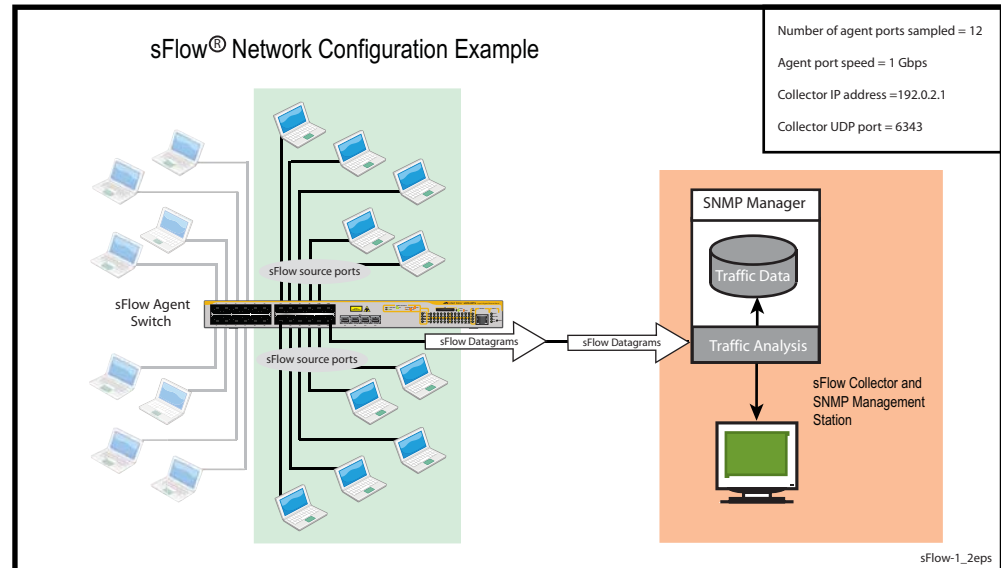 sFlow® Network Configuration Example
Number of agent ports sampled = 12
Agent port speed = 1 Gbps
Collector IP address =192.0.2.1
Collector UDP port = 6343
SNMP Manager
Traffic Data
sFlow source ports
sFlow Agent
Switch
sFlow Datagrams
sFlow Datagrams
Traffic Analysis
sFlow source ports
sFlow Collector and
SNMP Management
Station
sFlow-1_2eps